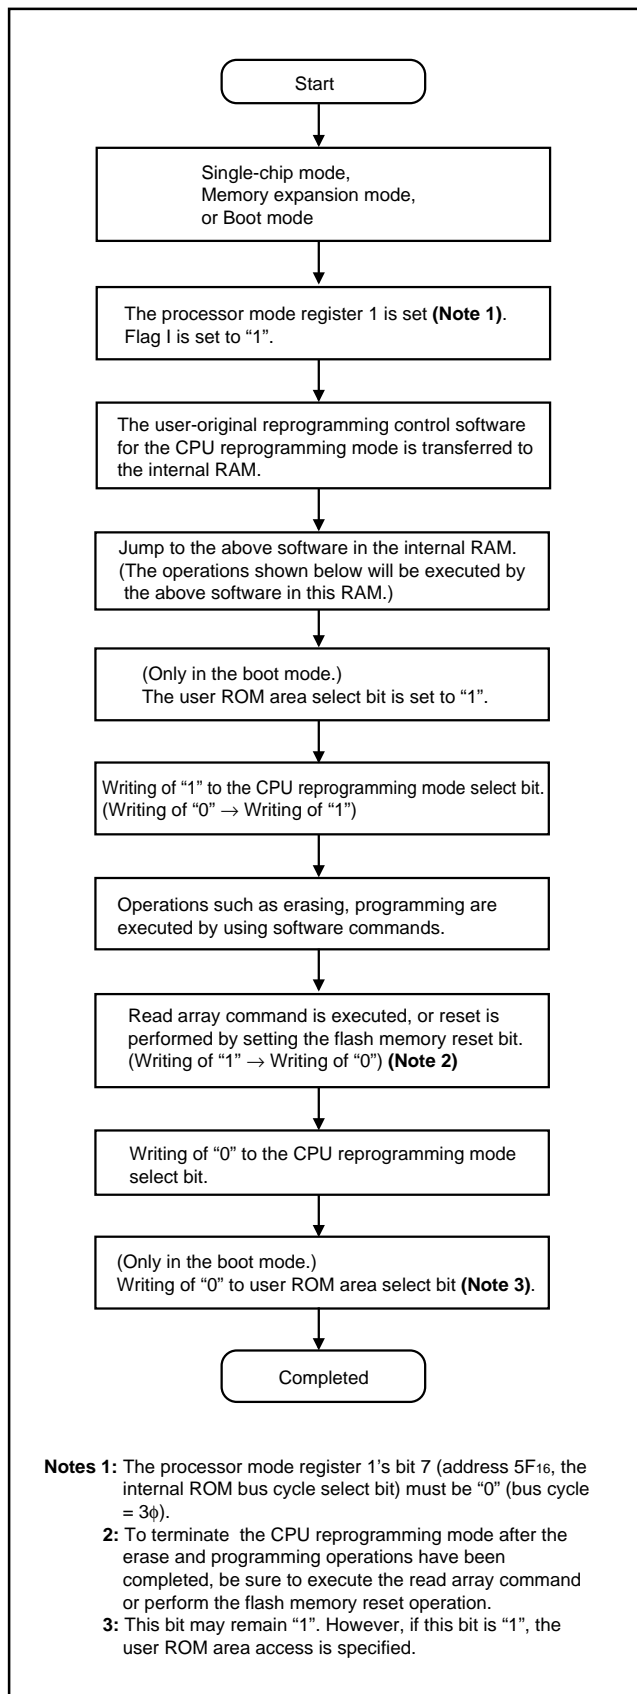 Start
Single-chip mode,
Memory expansion mode,
or Boot mode
The processor mode register 1 is set (Note 1).
Flag I is set to “1”.
The user-original reprogramming control software
for the CPU reprogramming mode is transferred to
the internal RAM.
Jump to the above software in the internal RAM.
(The operations shown below will be executed by
the above software in this RAM.)
(Only in the boot mode.)
The user ROM area select bit is set to “1”.
Writing of “1” to the CPU reprogramming mode select bit.
(Writing of “0” → Writing of “1”)
Operations such as erasing, programming are
executed by using software commands.
Read array command is executed, or reset is
performed by setting the flash memory reset bit.
(Writing of “1” → Writing of “0”) (Note 2)
Writing of “0” to the CPU reprogramming mode
select bit.
(Only in the boot mode.)
Writing of “0” to user ROM area select bit (Note 3).
Completed
Notes 1: The processor mode register 1’s bit 7 (address 5F16, the
internal ROM bus cycle select bit) must be “0” (bus cycle
= 3φ).
2: To terminate the CPU reprogramming mode after the
erase and programming operations have been
completed, be sure to execute the read array command
or perform the flash memory reset operation.
3: This bit may remain “1”. However, if this bit is “1”, the
user ROM area access is specified.